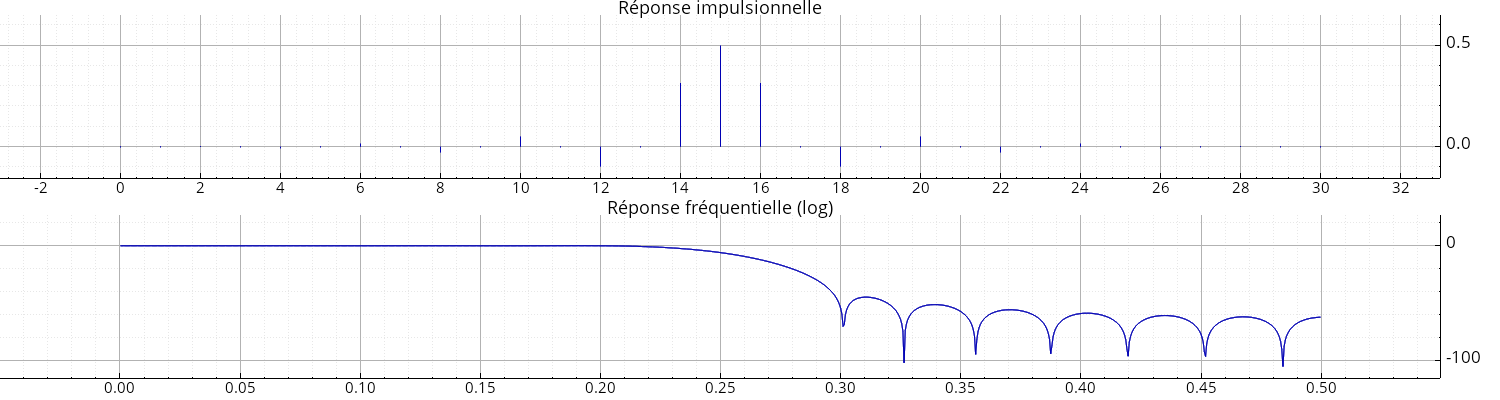 Réponse impulsionnelle
0.5
0.0
-2 0 2 4 6 8 10 12 14 16 18 20 22 24 26 28 30 32
Réponse fréquentielle (log)
0
-100
0.00 0.05 0.10 0.15 0.20 0.25 0.30 0.35 0.40 0.45 0.50